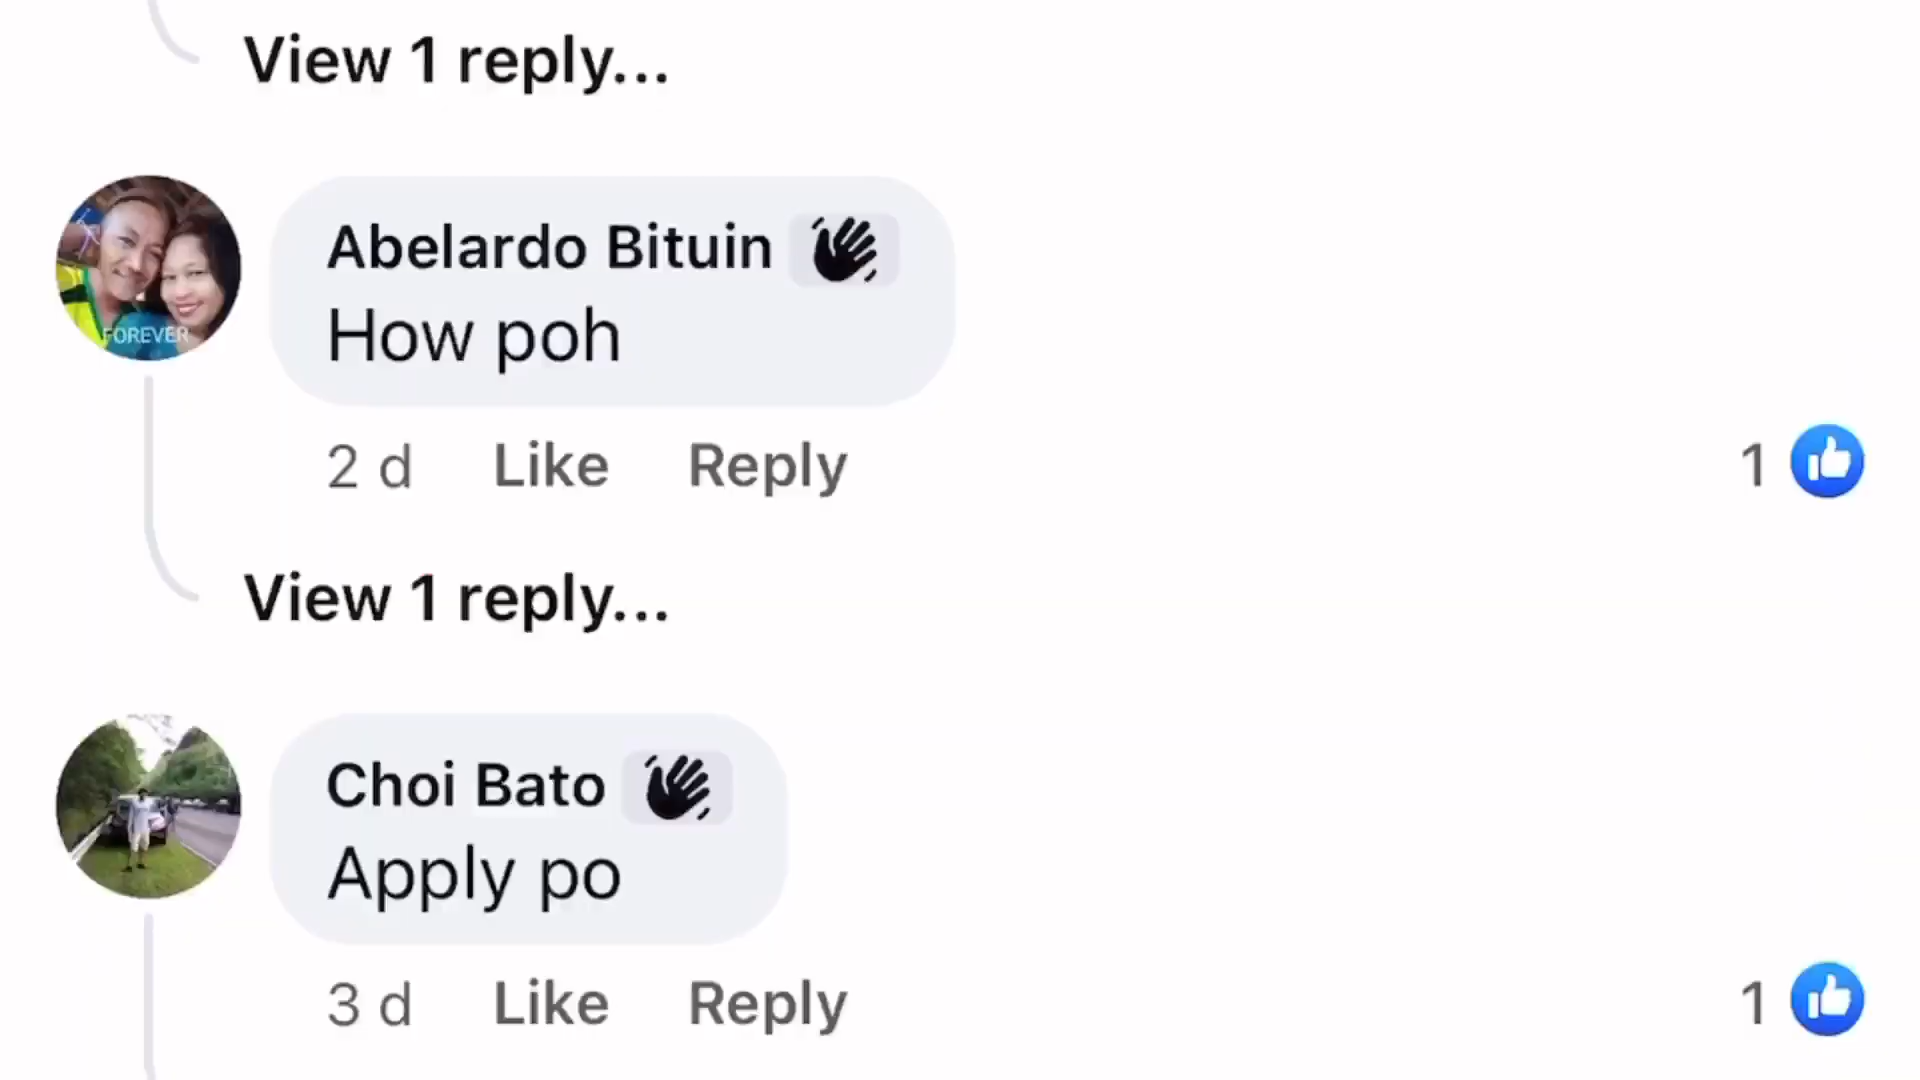 View 1 reply...
Abelardo Bituin
How poh
FOREVER
2 d Like Reply 1
View 1 reply...
Choi Bato
Apply po
3 d Like Reply 1